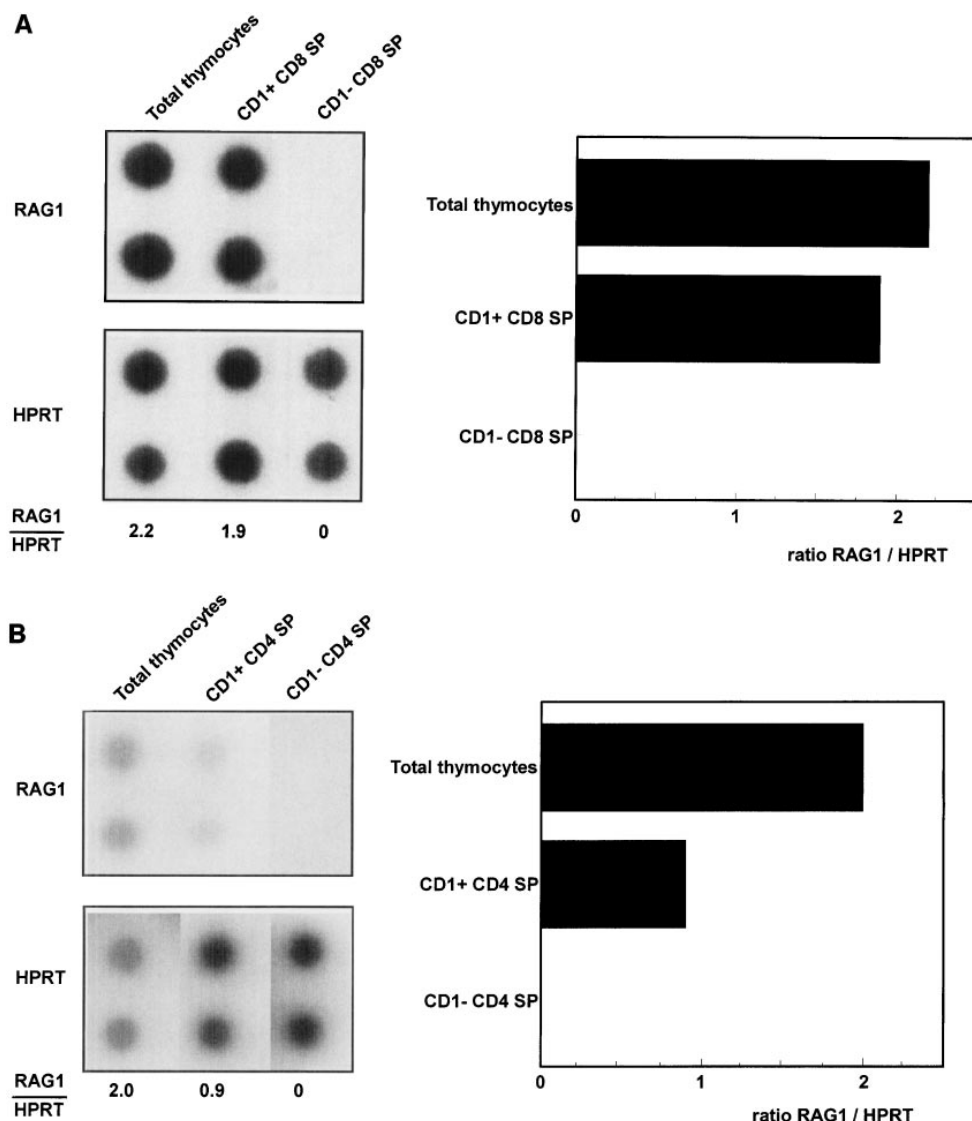 A
Total thymocytes
CD1+ CD8 SP
CD1- CD8 SP
RAG1
HPRT
RAG1
HPRT
2.2 1.9 0
Total thymocytes
CD1+ CD8 SP
CD1- CD8 SP
0 1 2
ratio RAG1 / HPRT
B
Total thymocytes
CD1+ CD4 SP
CD1- CD4 SP
RAG1
HPRT
RAG1
HPRT
2.0 0.9 0
Total thymocytes
CD1+ CD4 SP
CD1- CD4 SP
0 1 2
ratio RAG1 / HPRT